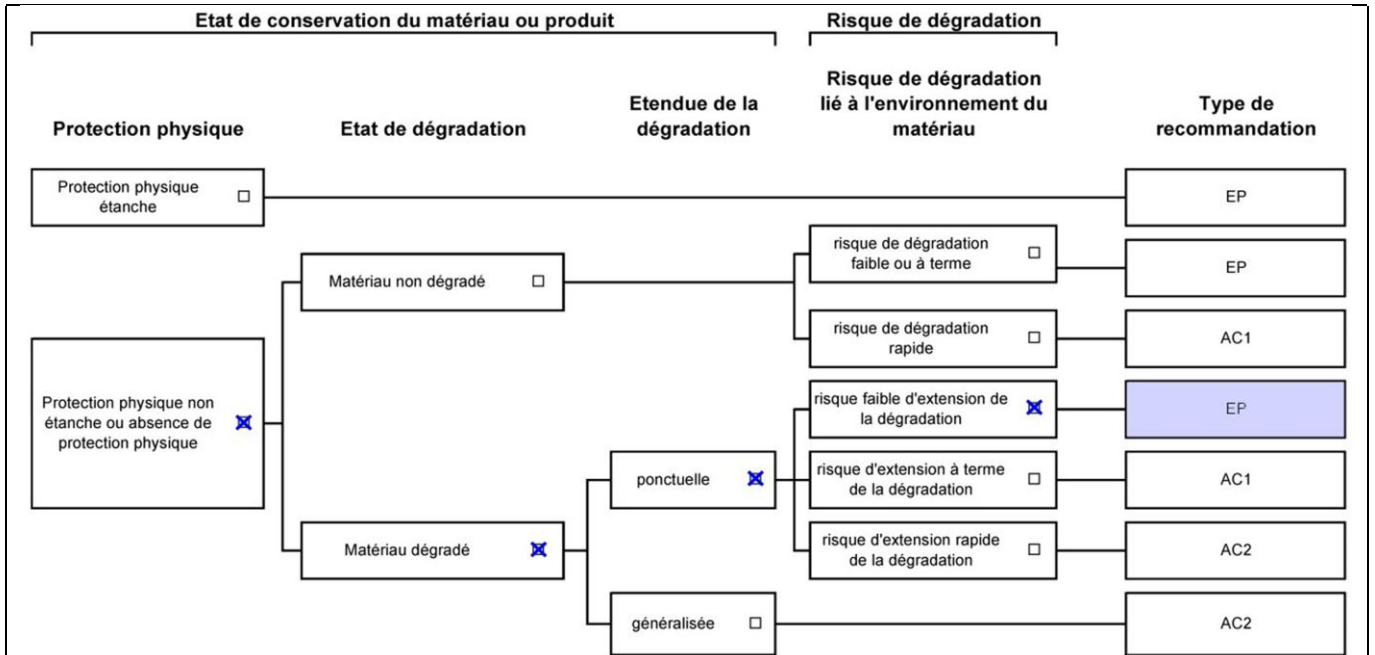 Etat de conservation du matériau ou produit
Risque de dégradation
Protection physique
Etat de dégradation
Etendue de la
dégradation
Risque de dégradation
lié à l'environnement du
matériau
Type de
recommandation
Protection physique
étanche
EP
Matériau non dégradé
risque de dégradation
faible ou à terme
EP
risque de dégradation
rapide
AC1
Protection physique non
étanche ou absence de
protection physique
risque faible d'extension de
la dégradation
EP
ponctuelle
risque d'extension à terme
de la dégradation
AC1
Matériau dégradé
risque d'extension rapide
de la dégradation
AC2
généralisée
AC2